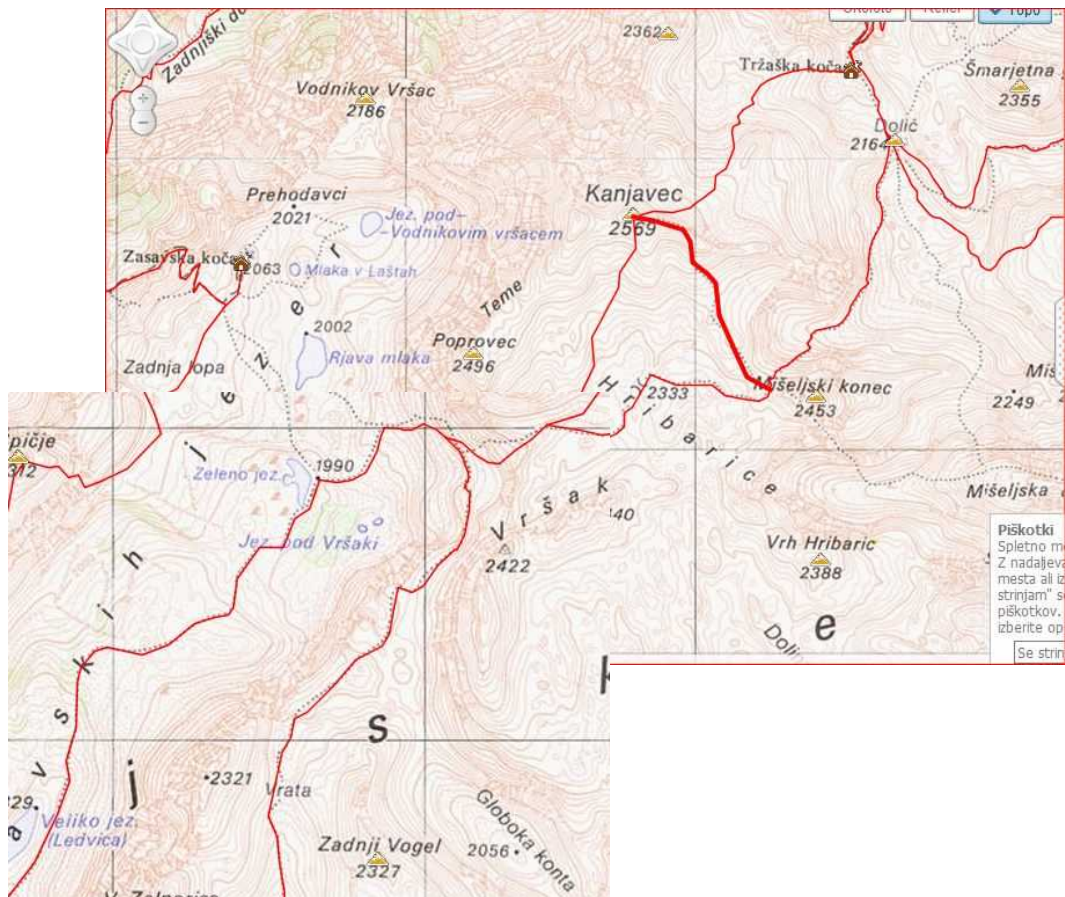 Topo
Zadnjiški
2362
Tržaška koča
Šmarjetna
2355
Vodnikov Vršac
2186
Dolič
2164
Prehodavci
2021
Kanjavec
2569
Jez. pod-
-Vodnikovim vršacem
Zasavska koča
2063
Mlaka v Laštah
r
e
Teme
2002
Poprovec
2496
Rjava mlaka
z
Zadnja lopa
e
Hribarice
2333
Mišeljski konec
2453
2249
j
Zeleno jez.
1990
Mišeljska
Vršak
h
Jez. pod Vršaki
2422
Vrh Hribaric
2388
Piškotki
i
e
k
s
s
v
j
2321
Vrata
a
Veliko jez.
(Ledvica)
Zadnji Vogel
2327
Globoka konta
2056